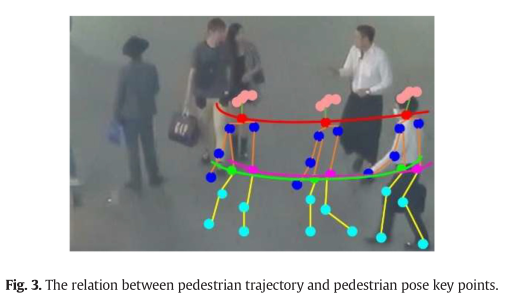 Fig. 3. The relation between pedestrian trajectory and pedestrian pose key points.